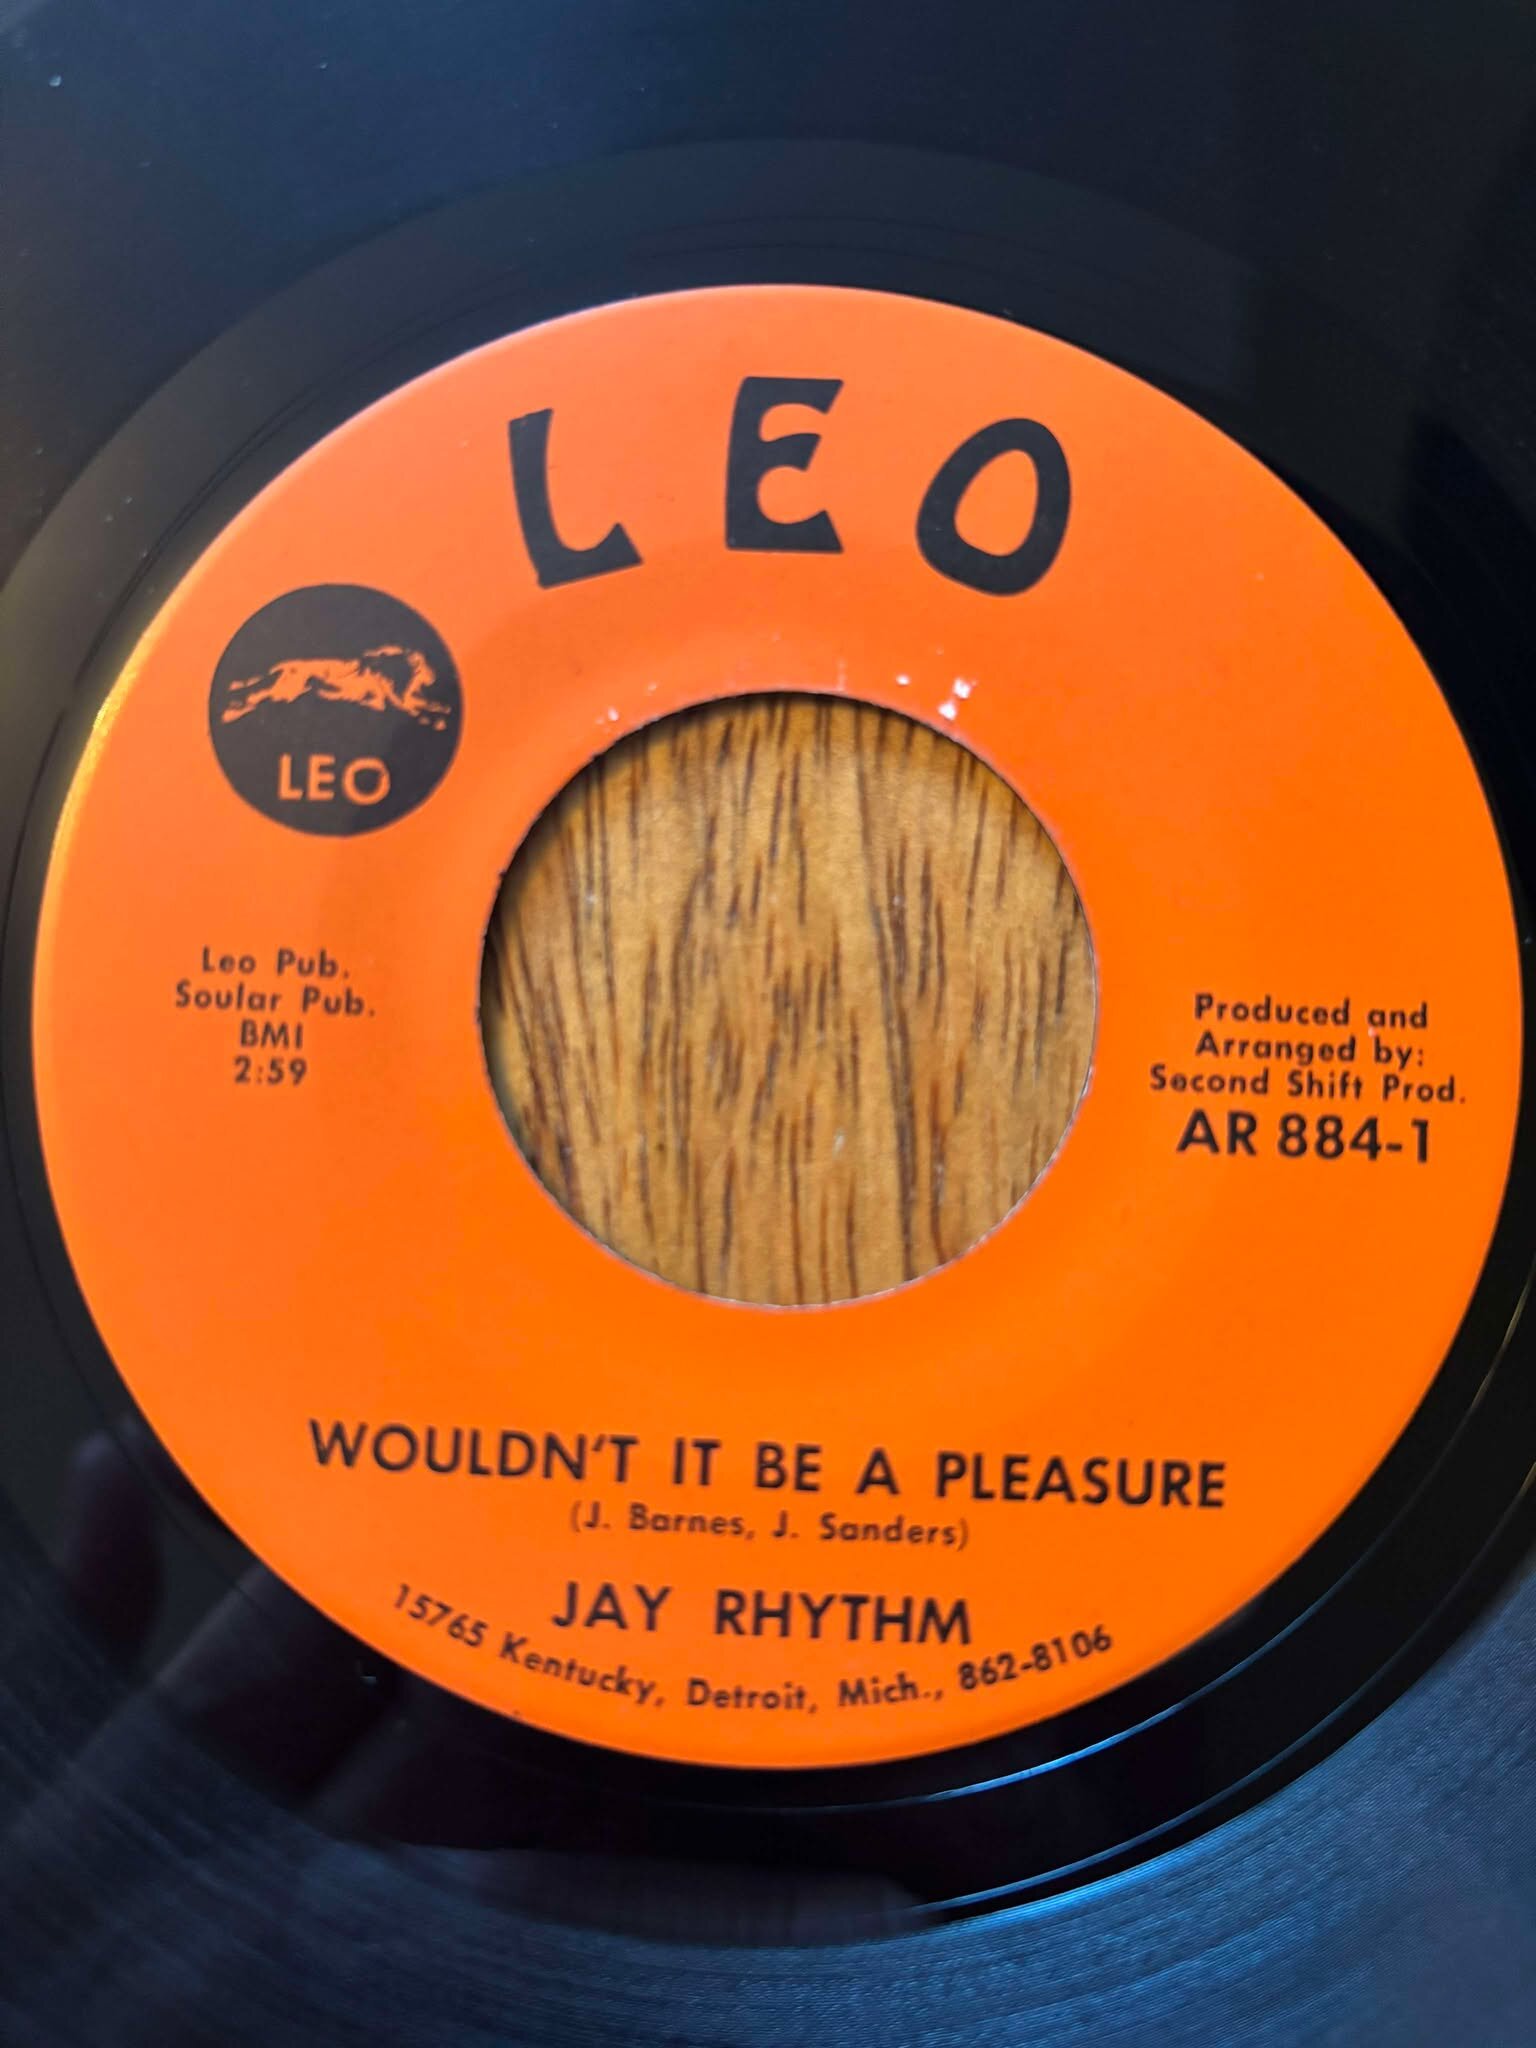 LEO
LEO
Leo Pub.
Soular Pub.
BMI
2:59
Produced and
Arranged by:
Second Shift Prod.
AR 884-1
WOULDN'T IT BE A PLEASURE
(J. Barnes, J. Sanders)
JAY RHYTHM
15765 Kentucky, Detroit, Mich., 862-8106